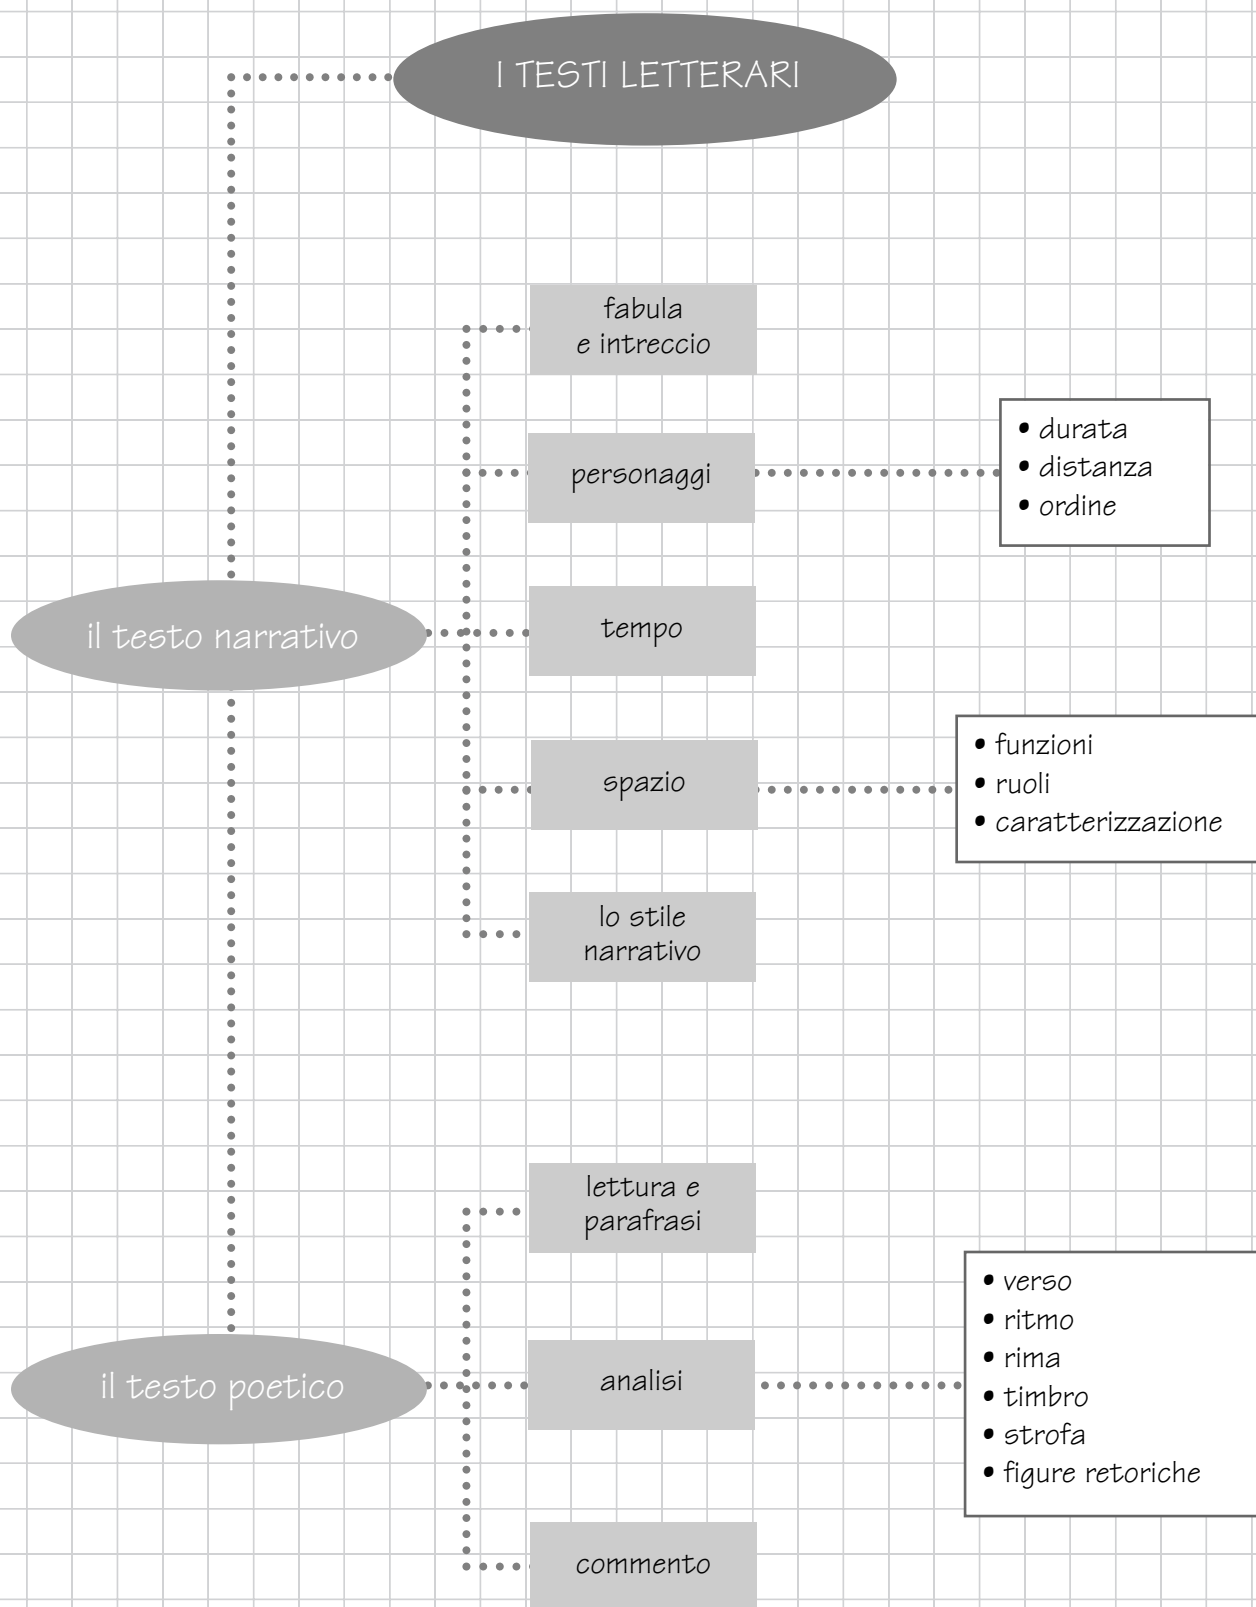 I TESTI LETTERARI
fabula
e intreccio
personaggi
• durata
• distanza
• ordine
il testo narrativo
tempo
spazio
• funzioni
• ruoli
• caratterizzazione
lo stile
narrativo
lettura e
parafrasi
il testo poetico
analisi
• verso
• ritmo
• rima
• timbro
• strofa
• figure retoriche
commento